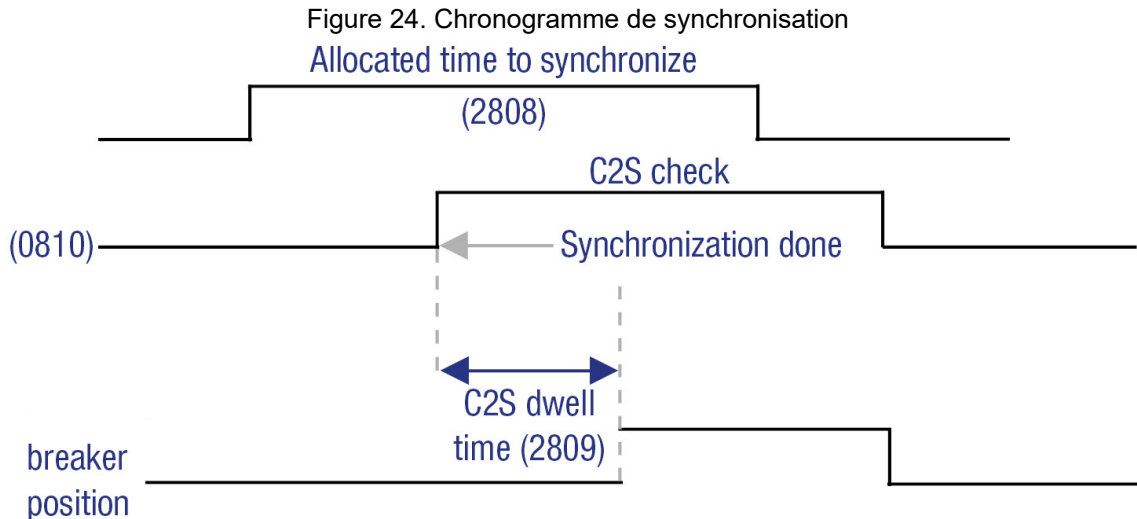 Figure 24. Chronogramme de synchronisation
Allocated time to synchronize
(2808)
C2S check
(0810)
Synchronization done
C2S dwell
time (2809)
breaker
position